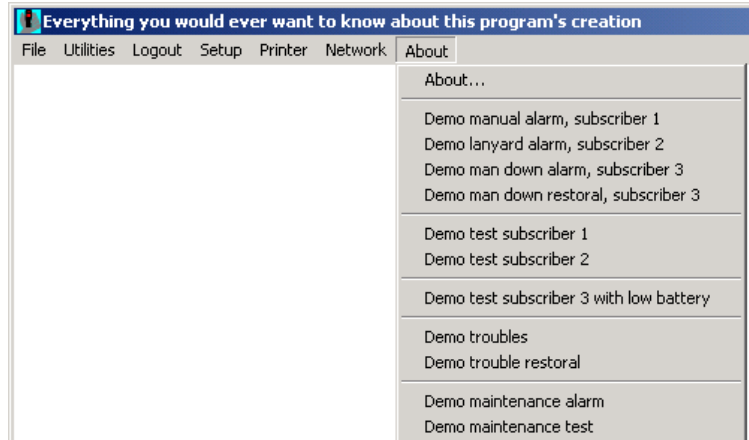 Everything you would ever want to know about this program's creation
File Utilities Logout Setup Printer Network About
About...
Demo manual alarm, subscriber 1
Demo lanyard alarm, subscriber 2
Demo man down alarm, subscriber 3
Demo man down restoral, subscriber 3
Demo test subscriber 1
Demo test subscriber 2
Demo test subscriber 3 with low battery
Demo troubles
Demo trouble restoral
Demo maintenance alarm
Demo maintenance test